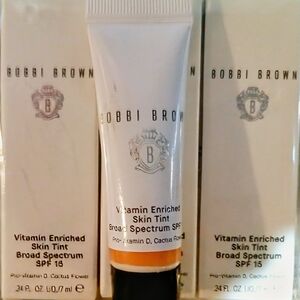 BOBBI BROWN
B
Vitamin Enriched
Skin Tint
Broad Spectrum
SPF 15
Pro-Vitamin D, Cactus Flower
.24 FL. OZ. LIQ./7 ml ℮
BOBBI BROWN
B
Vitamin Enriched
Skin Tint
Broad Spectrum SPF
Pro-Vitamin D, Cactus Flower
BOBBI BROWN
B
Vitamin Enriched
Skin Tint
Broad Spectrum
SPF 15
Pro-Vitamin D, Cactus Flower
.24 FL. OZ. LIQ./7 ml